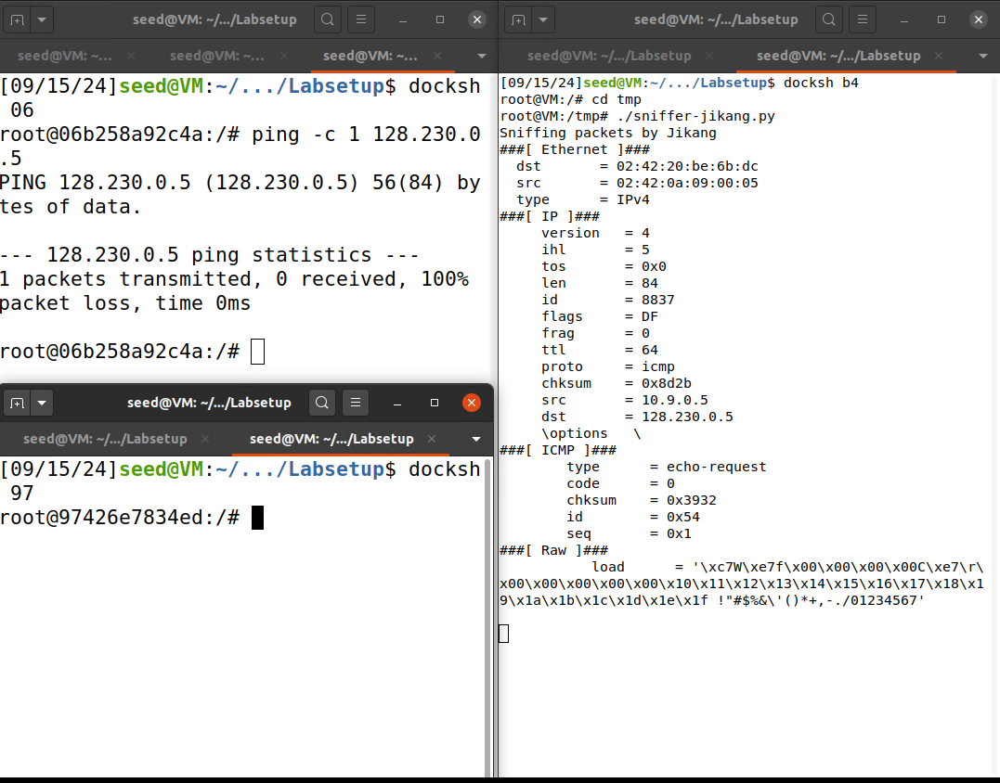 seed@VM: ~/.../Labsetup
seed@VM: ~...
seed@VM: ~...
seed@VM: ~...
[09/15/24]seed@VM:~/.../Labsetup$ docksh
 06
root@06b258a92c4a:/# ping -c 1 128.230.0
.5
PING 128.230.0.5 (128.230.0.5) 56(84) by
tes of data.
--- 128.230.0.5 ping statistics ---
1 packets transmitted, 0 received, 100%
packet loss, time 0ms
root@06b258a92c4a:/#
seed@VM: ~/.../Labsetup
seed@VM: ~/.../Labsetup
seed@VM: ~/.../Labsetup
[09/15/24]seed@VM:~/.../Labsetup$ docksh
 97
root@97426e7834ed:/#
seed@VM: ~/.../Labsetup
seed@VM: ~/.../Labsetup
seed@VM: ~/.../Labsetup
[09/15/24]seed@VM:~/.../Labsetup$ docksh b4
root@VM:/# cd tmp
root@VM:/tmp# ./sniffer-jikang.py
Sniffing packets by Jikang
###[ Ethernet ]###
  dst       = 02:42:20:be:6b:dc
  src       = 02:42:0a:09:00:05
  type      = IPv4
###[ IP ]###
     version   = 4
     ihl       = 5
     tos       = 0x0
     len       = 84
     id        = 8837
     flags     = DF
     frag      = 0
     ttl       = 64
     proto     = icmp
     chksum    = 0x8d2b
     src       = 10.9.0.5
     dst       = 128.230.0.5
     \options   \
###[ ICMP ]###
        type      = echo-request
        code      = 0
        chksum    = 0x3932
        id        = 0x54
        seq       = 0x1
###[ Raw ]###
           load      = '\xc7W\xe7f\x00\x00\x00\x00C\xe7\r\
x00\x00\x00\x00\x00\x10\x11\x12\x13\x14\x15\x16\x17\x18\x1
9\x1a\x1b\x1c\x1d\x1e\x1f !"#$%&\'()*+,-./01234567'